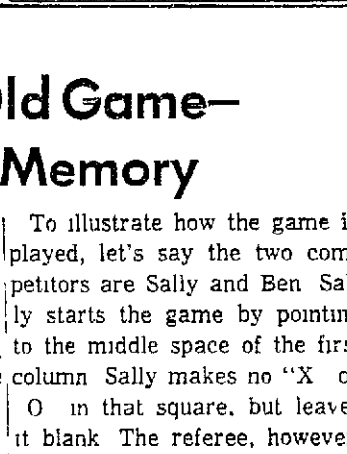 ld Game—
Memory
To illustrate how the game i
played, let's say the two com
petitors are Sally and Ben Sal
ly starts the game by pointin
to the middle space of the firs
column Sally makes no "X o
O in that square. but leave
it blank The referee, howeve